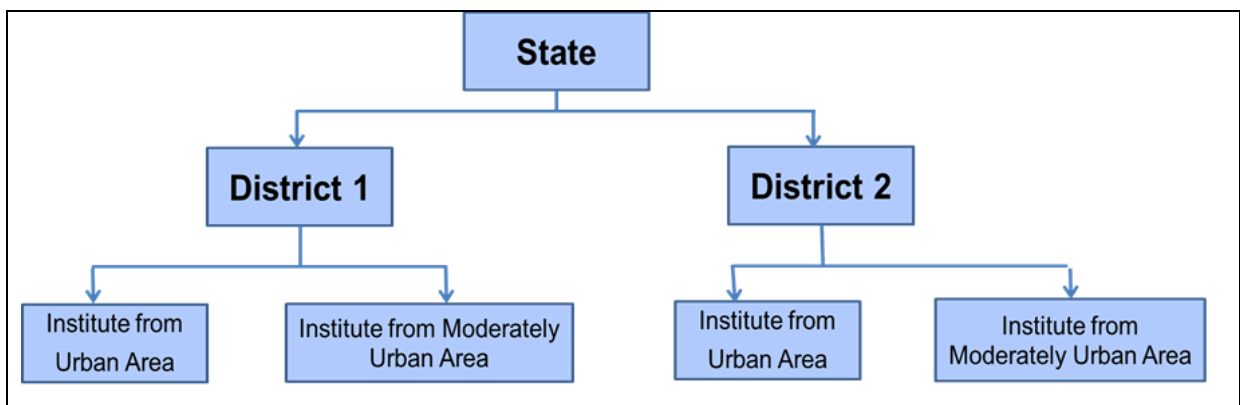 State
District 1
District 2
Institute from
Urban Area
Institute from Moderately
Urban Area
Institute from
Urban Area
Institute from
Moderately Urban Area